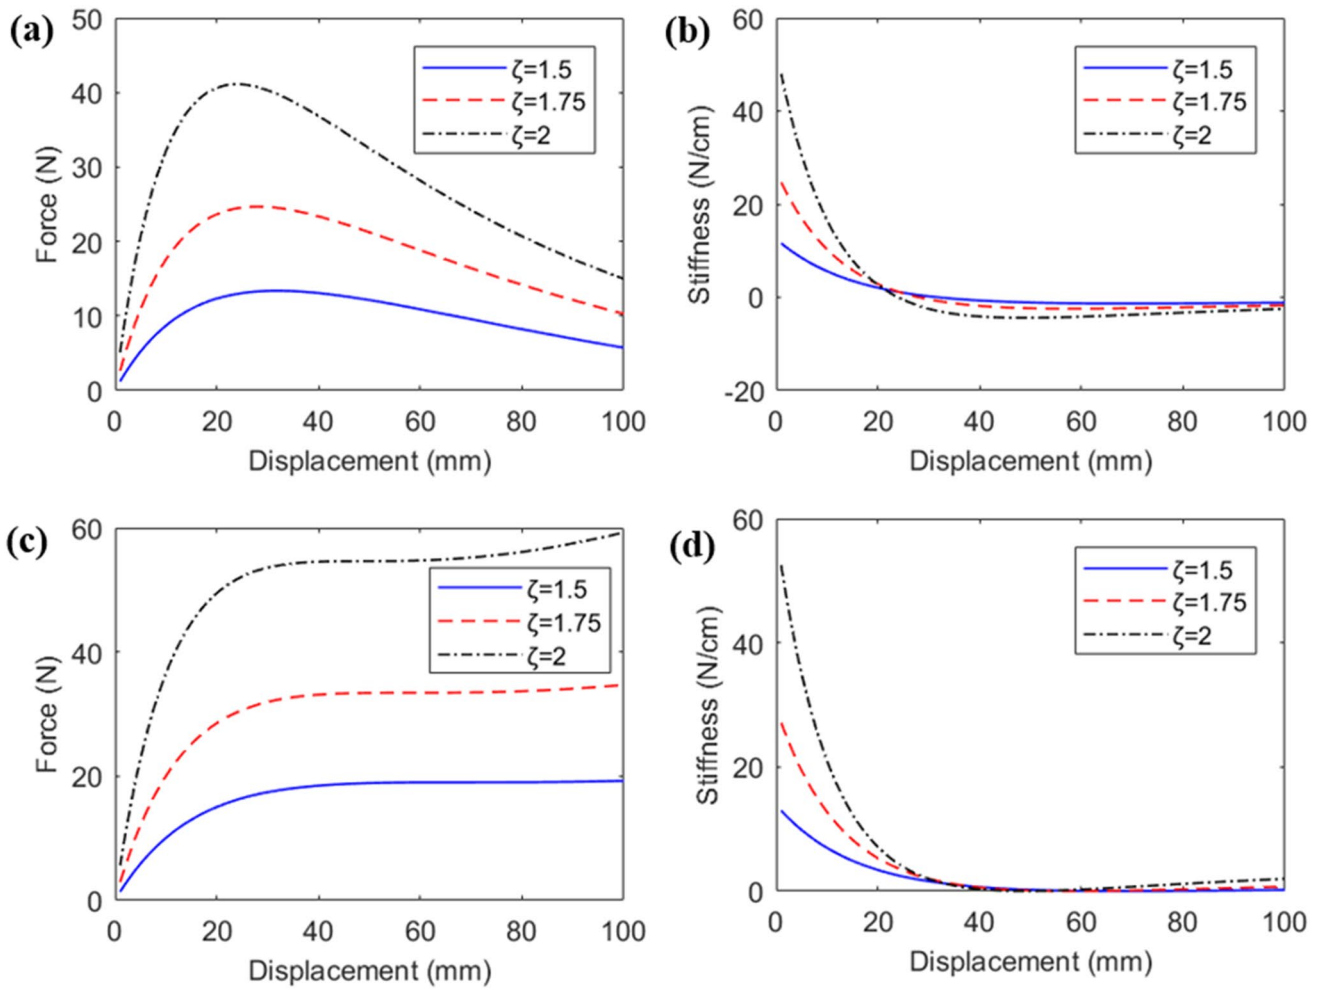 (a)
50
40
30
20
10
0
Force (N)
0 20 40 60 80 100
Displacement (mm)
ζ=1.5
ζ=1.75
ζ=2
(b)
60
40
20
0
-20
Stiffness (N/cm)
0 20 40 60 80 100
Displacement (mm)
ζ=1.5
ζ=1.75
ζ=2
(c)
60
40
20
0
Force (N)
0 20 40 60 80 100
Displacement (mm)
ζ=1.5
ζ=1.75
ζ=2
(d)
60
40
20
0
Stiffness (N/cm)
0 20 40 60 80 100
Displacement (mm)
ζ=1.5
ζ=1.75
ζ=2